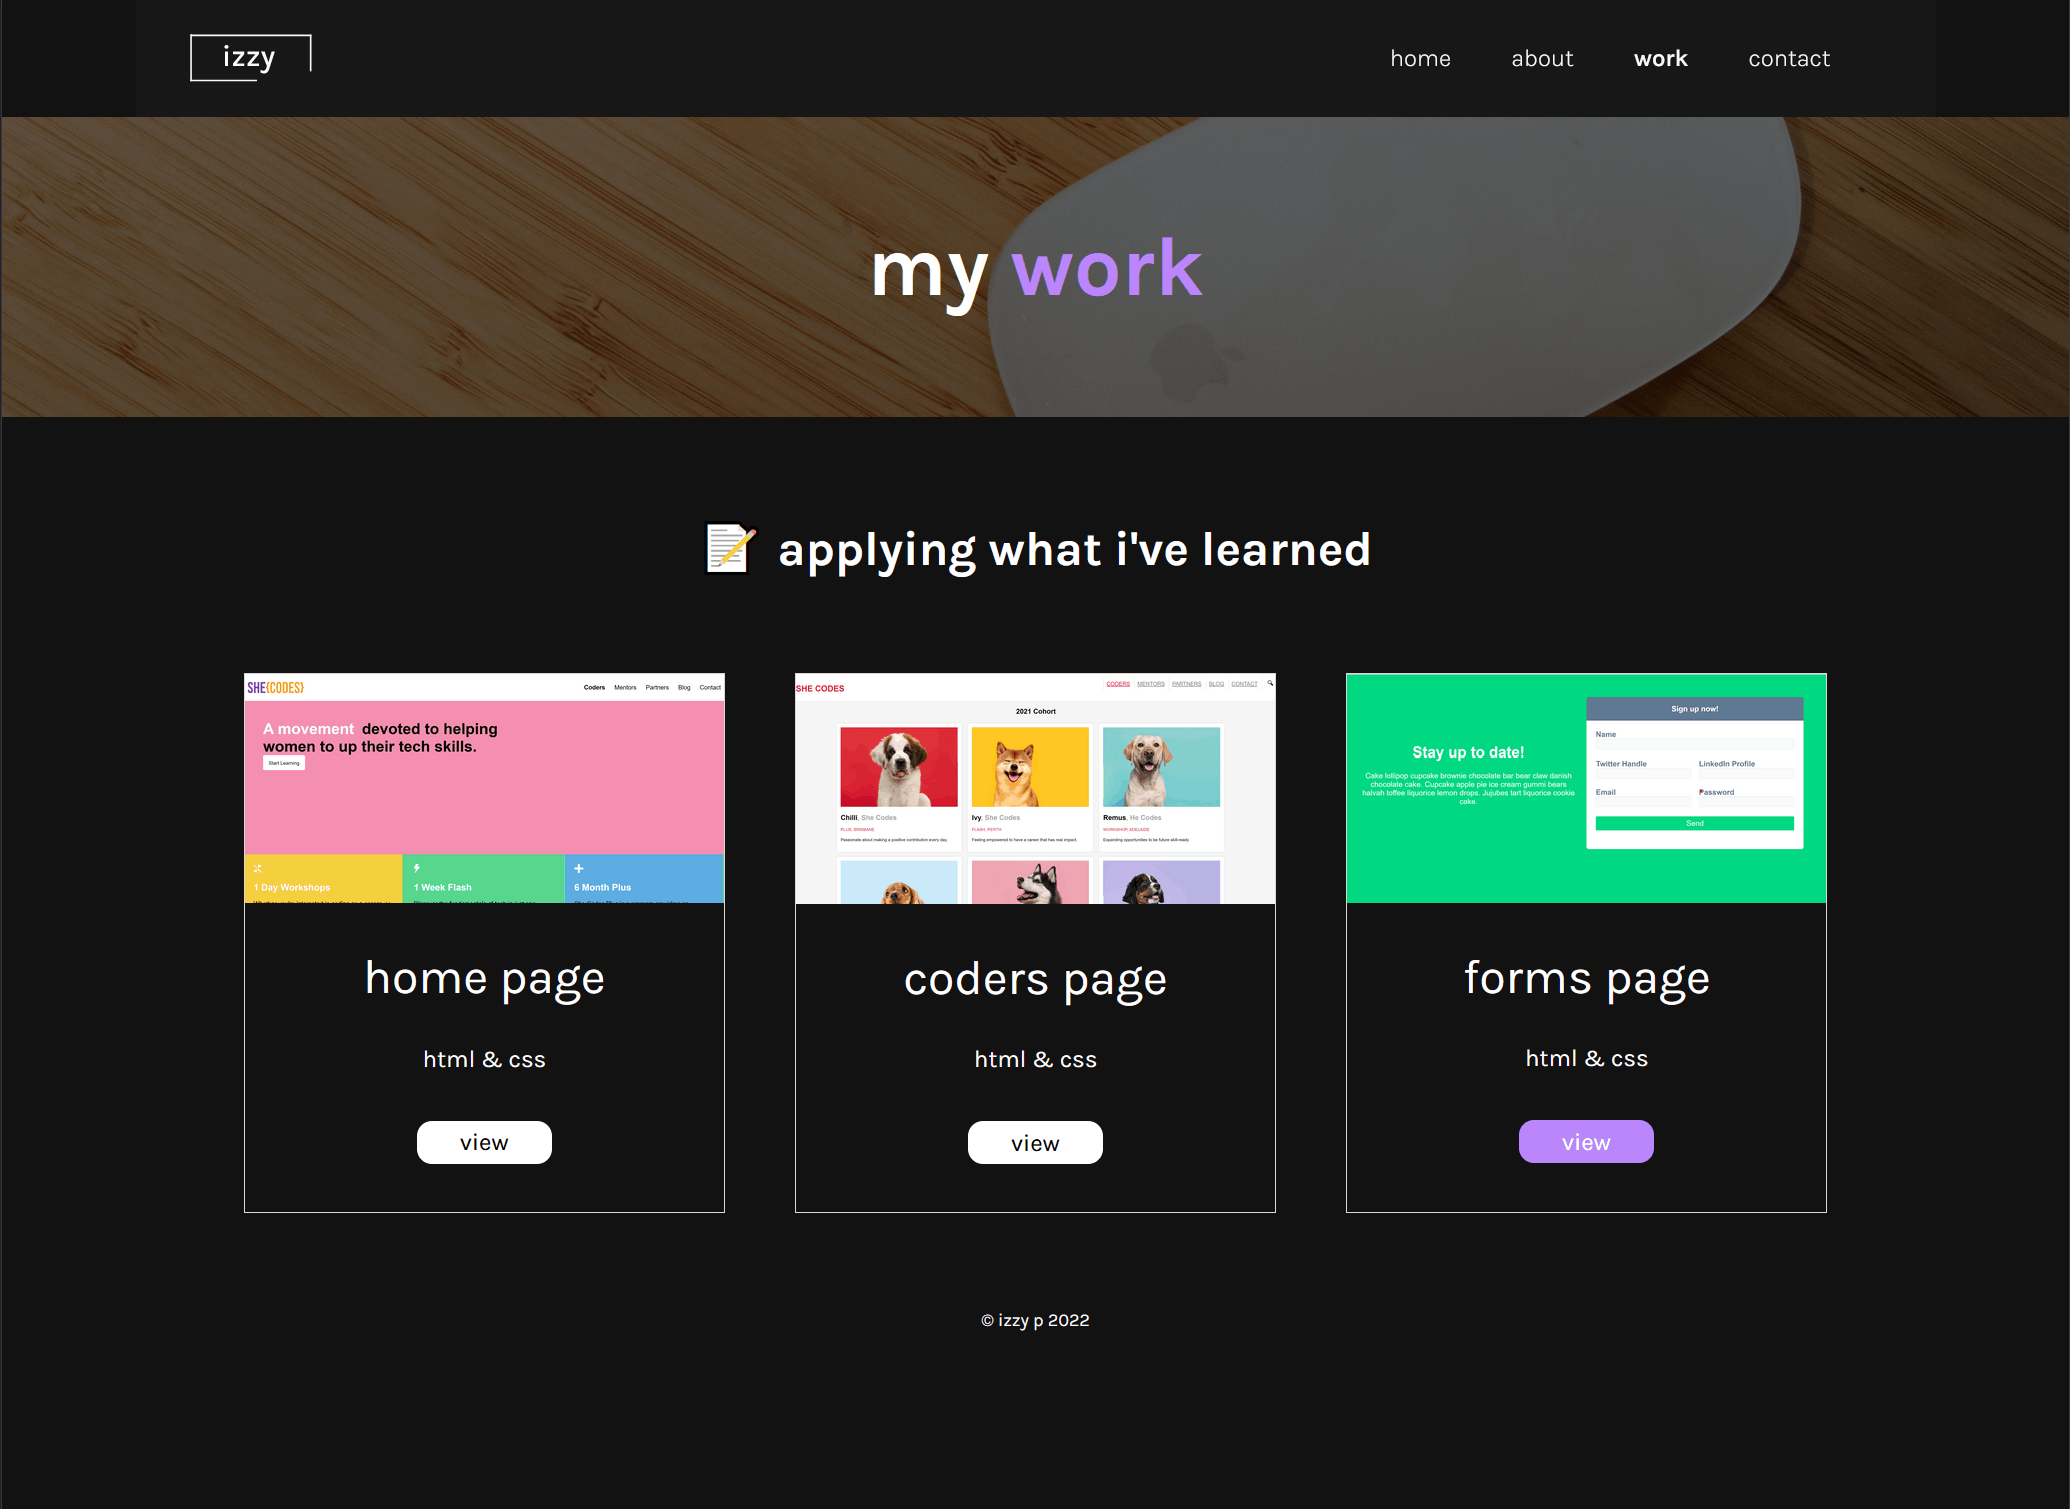 izzy
home about work contact
my work
applying what i've learned
SHE{CODES}
Coders Mentors Partners Blog Contact
A movement devoted to helping
women to up their tech skills.
Start Learning
1 Day Workshops
1 Week Flash
6 Month Plus
home page
html & css
view
SHE CODES
CODERS MENTORS PARTNERS BLOG CONTACT
2021 Cohort
Chilli, She Codes
PLUS, BRISBANE
Passionate about making a positive contribution every day.
Ivy, She Codes
FLASH, PERTH
Feeling empowered to have a career that has real impact.
Remus, He Codes
WORKSHOP, ADELAIDE
Expanding opportunities to be future skill-ready.
coders page
html & css
view
Stay up to date!
Cake lollipop cupcake brownie chocolate bar bear claw danish
chocolate cake. Cupcake apple pie ice cream gummi bears
halvah toffee liquorice lemon drops. Jujubes tart liquorice cookie
cake.
Sign up now!
Name
Twitter Handle LinkedIn Profile
Email Password
Send
forms page
html & css
view
© izzy p 2022